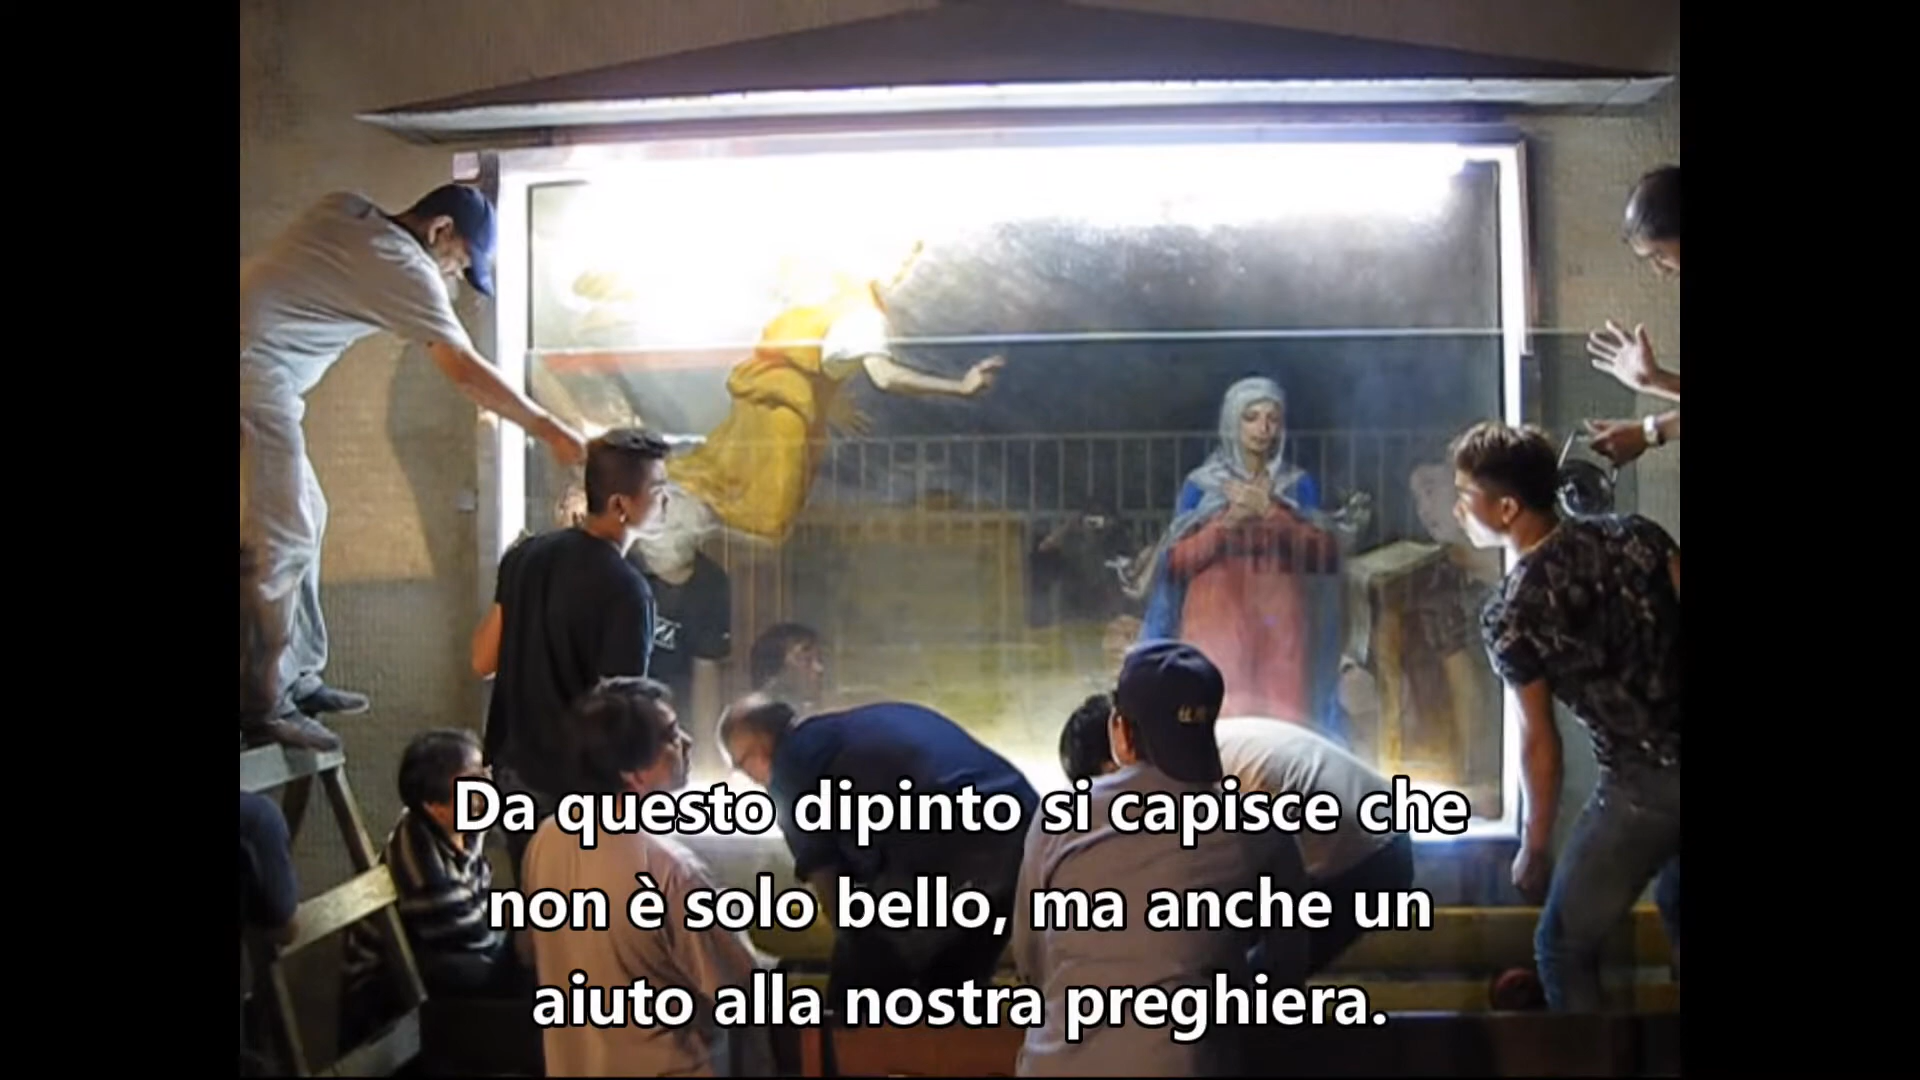 Da questo dipinto si capisce che
non è solo bello, ma anche un
aiuto alla nostra preghiera.